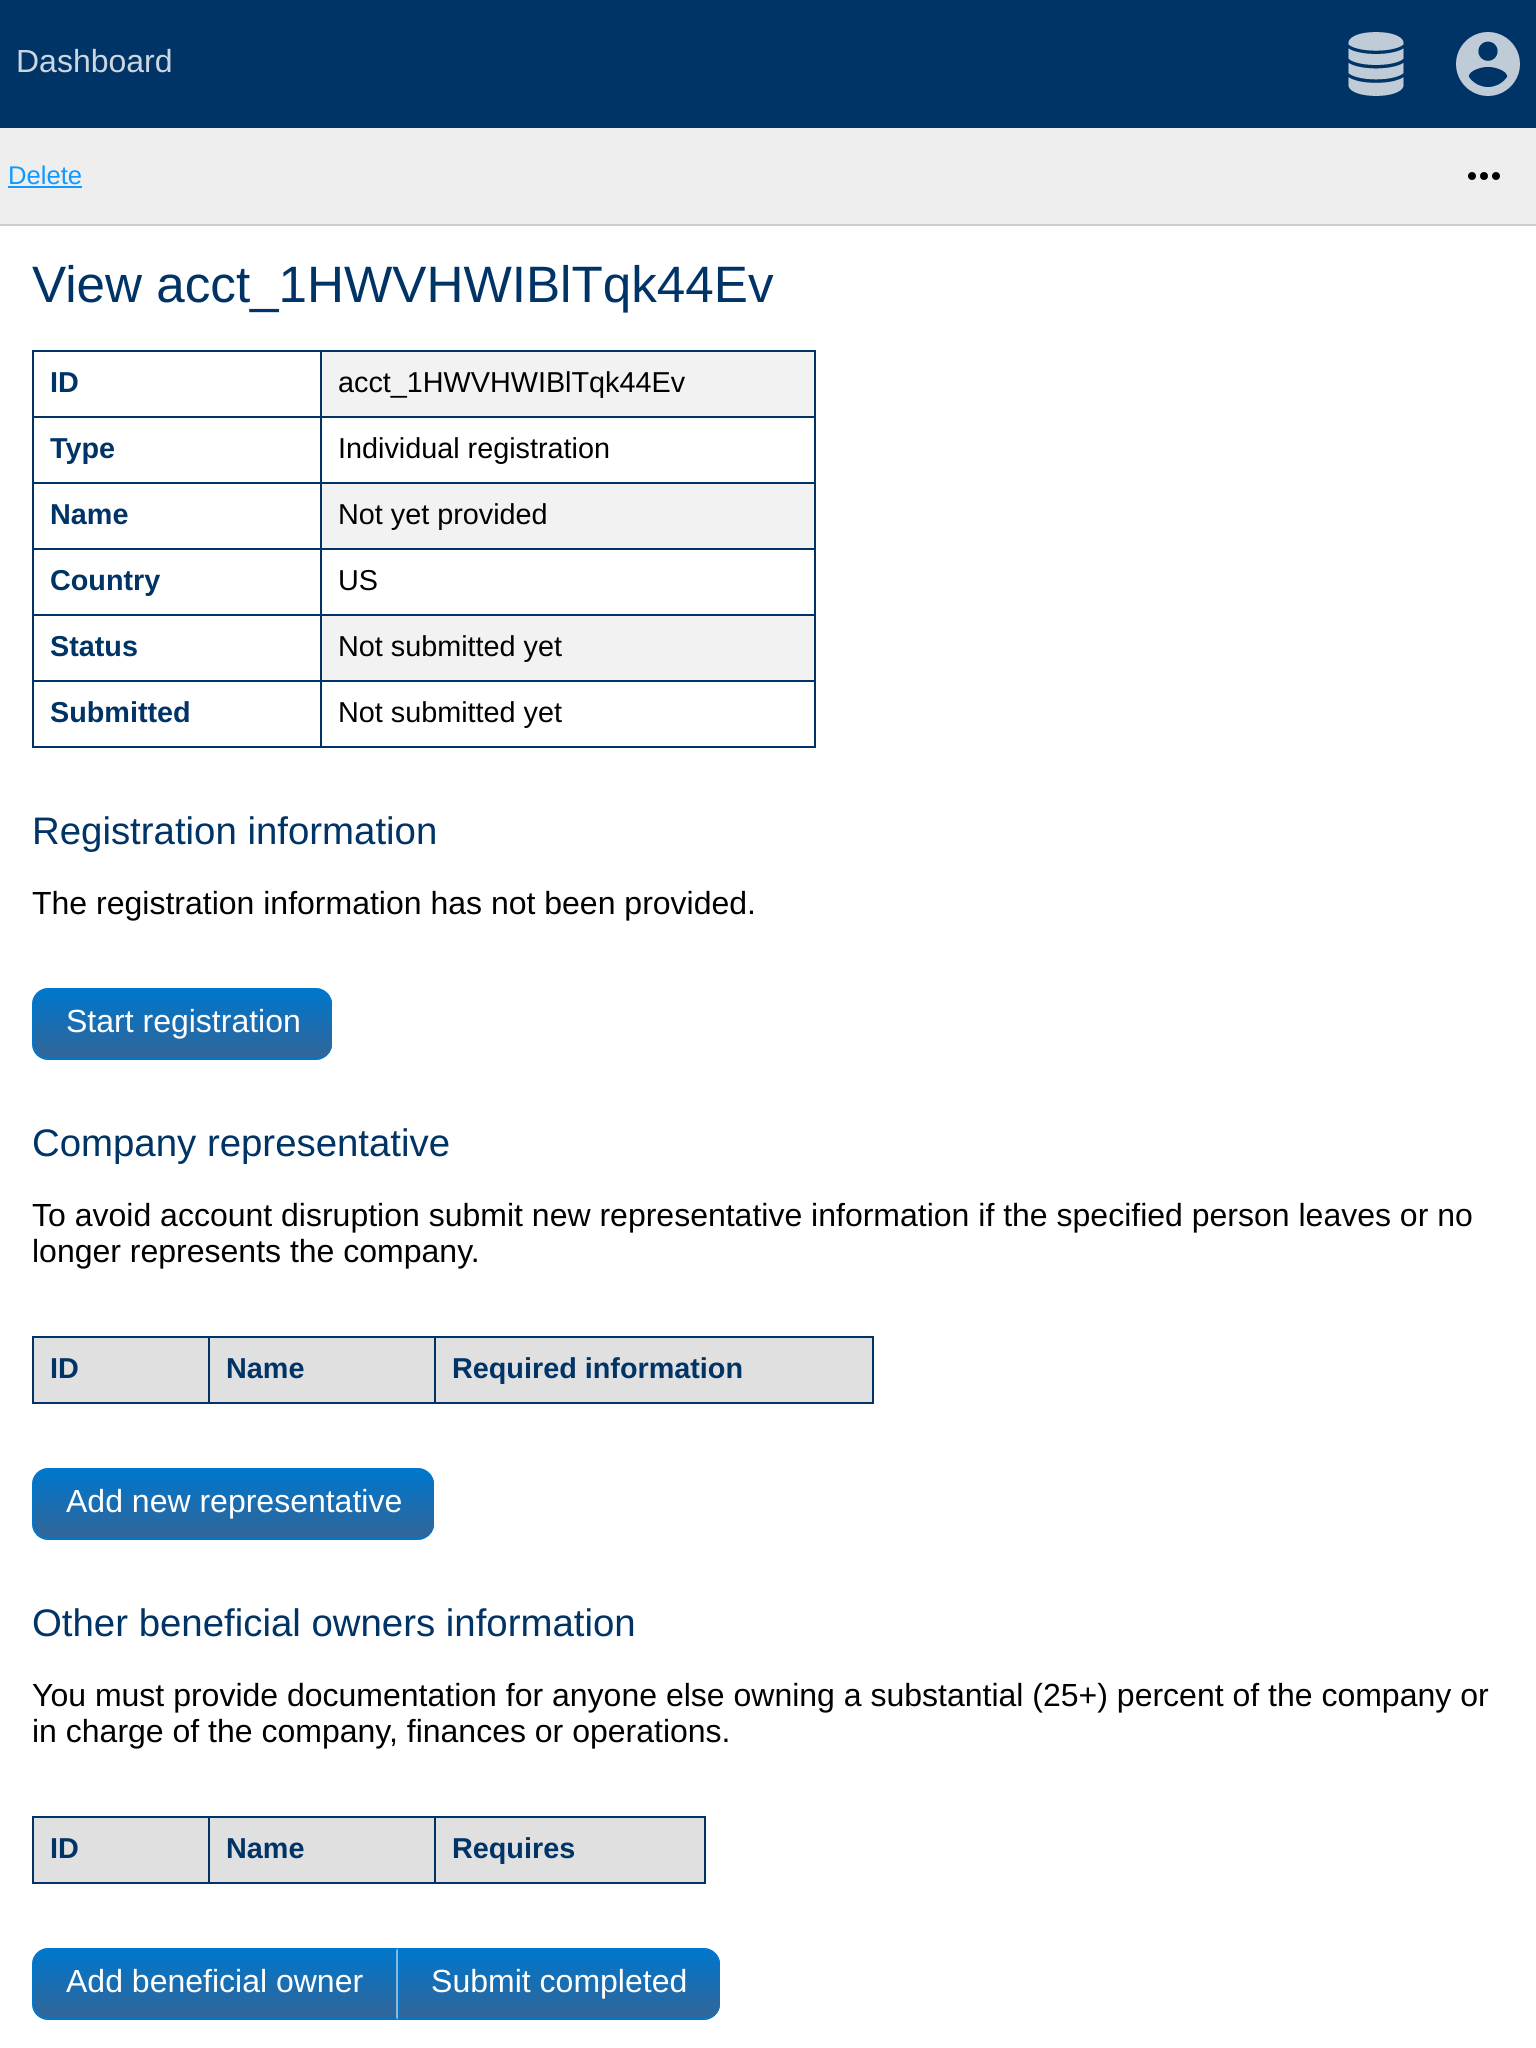 Dashboard
Delete
View acct_1HWVHWIBlTqk44Ev
ID acct_1HWVHWIBlTqk44Ev
Type Individual registration
Name Not yet provided
Country US
Status Not submitted yet
Submitted Not submitted yet
Registration information
The registration information has not been provided.
Start registration
Company representative
To avoid account disruption submit new representative information if the specified person leaves or no
longer represents the company.
ID Name Required information
Add new representative
Other beneficial owners information
You must provide documentation for anyone else owning a substantial (25+) percent of the company or
in charge of the company, finances or operations.
ID Name Requires
Add beneficial owner Submit completed